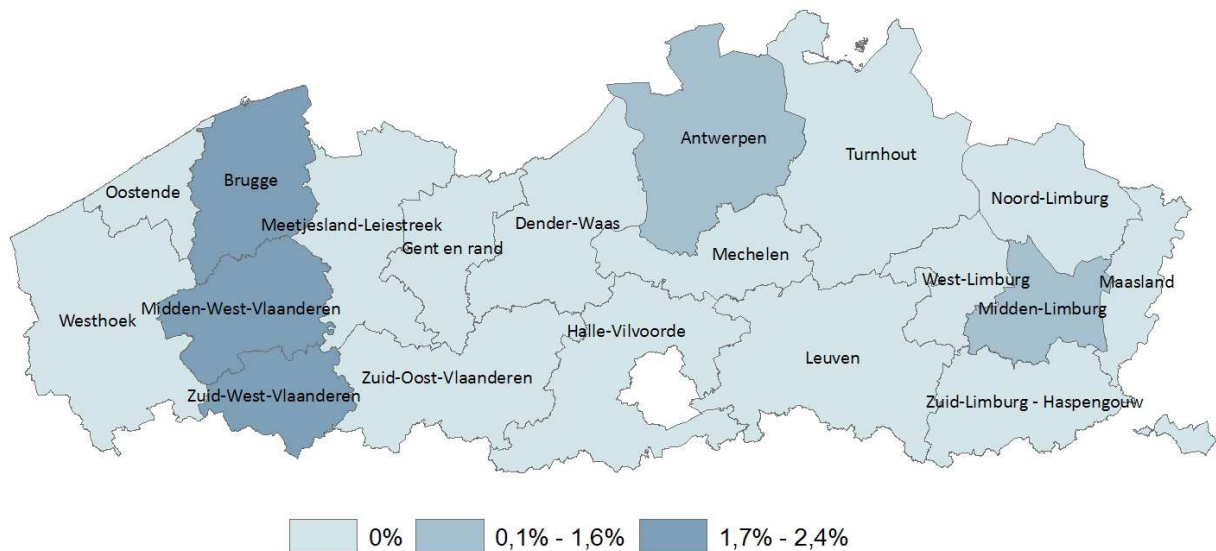 Antwerpen
Turnhout
Brugge
Oostende
Noord-Limburg
Meetjesland-Leiestreek
Dender-Waas
Gent en rand
Mechelen
West-Limburg
Maasland
Midden-West-Vlaanderen
Midden-Limburg
Westhoek
Halle-Vilvoorde
Leuven
Zuid-Oost-Vlaanderen
Zuid-West-Vlaanderen
Zuid-Limburg - Haspengouw
0% 0,1% - 1,6% 1,7% - 2,4%